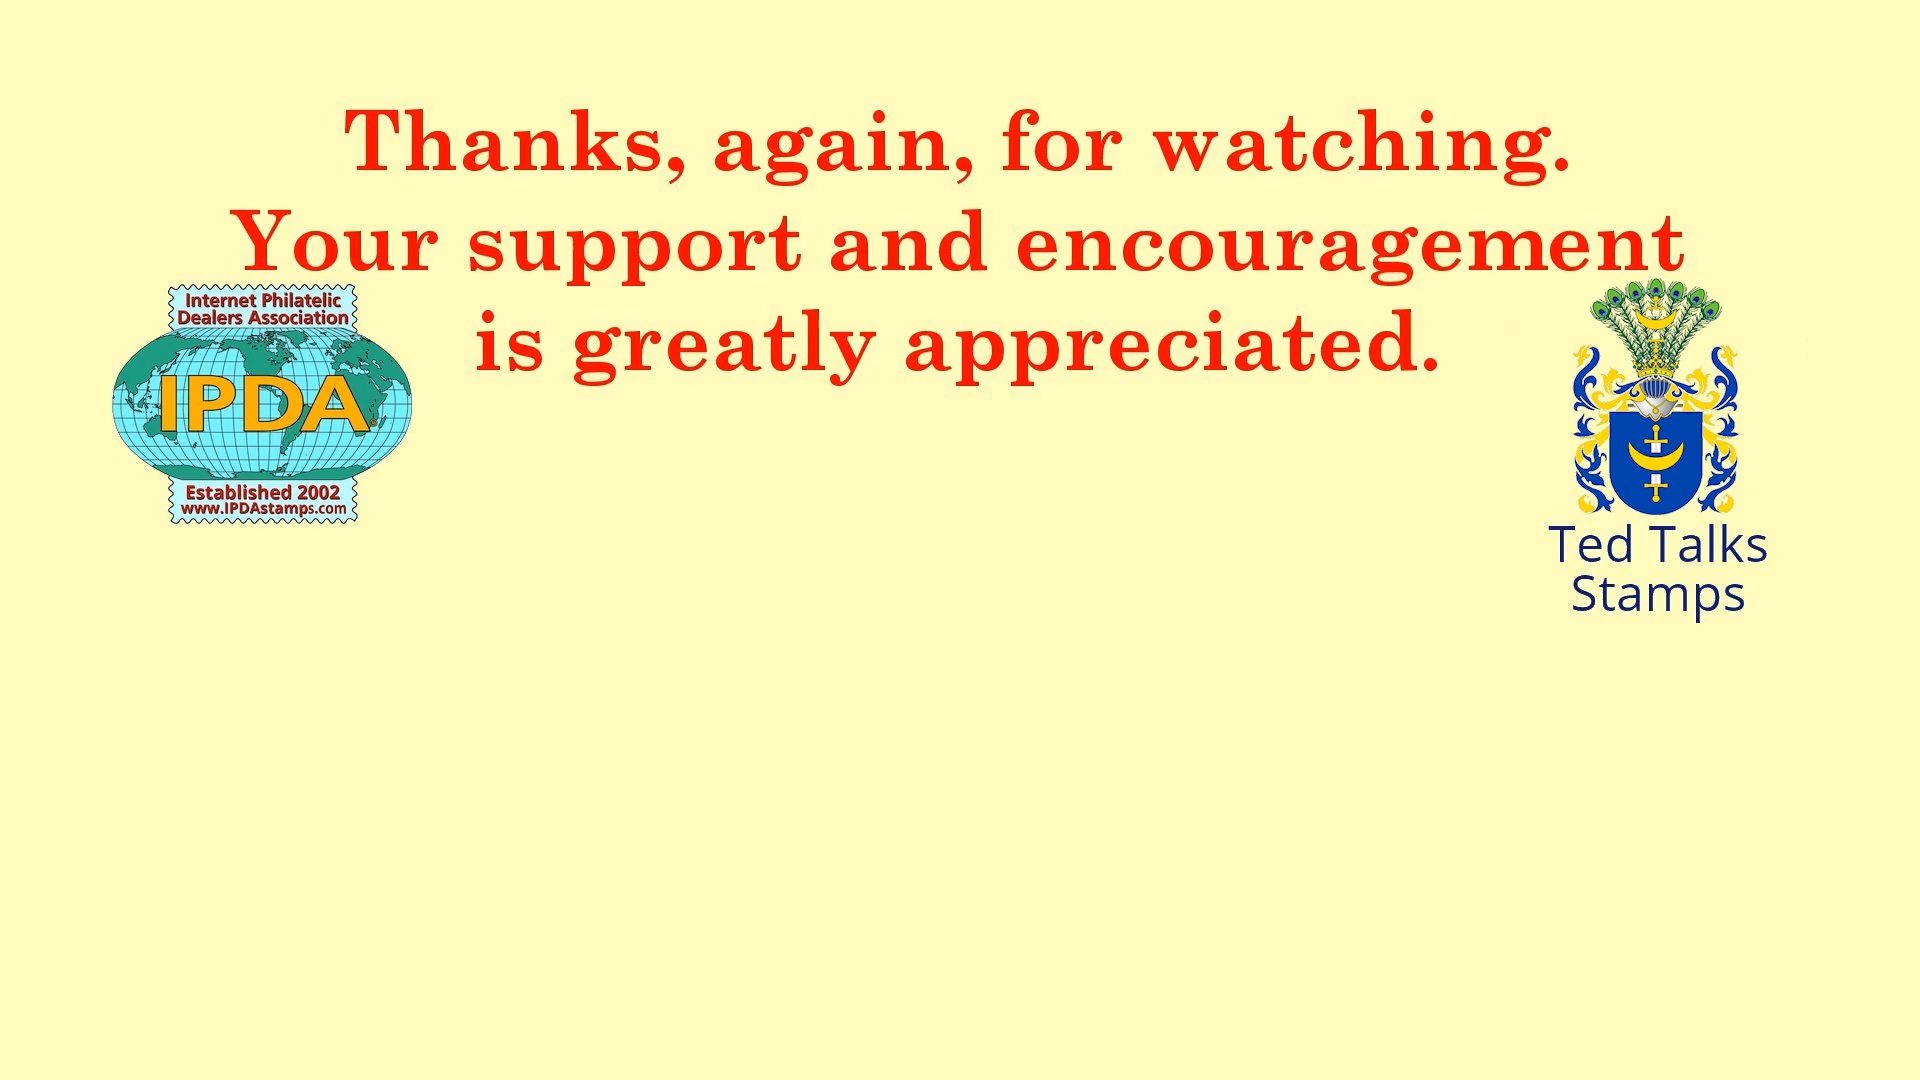 Thanks, again, for watching.
Your support and encouragement
is greatly appreciated.
Internet Philatelic
Dealers Association
IPDA
Established 2002
www.IPDAstamps.com
Ted Talks
Stamps